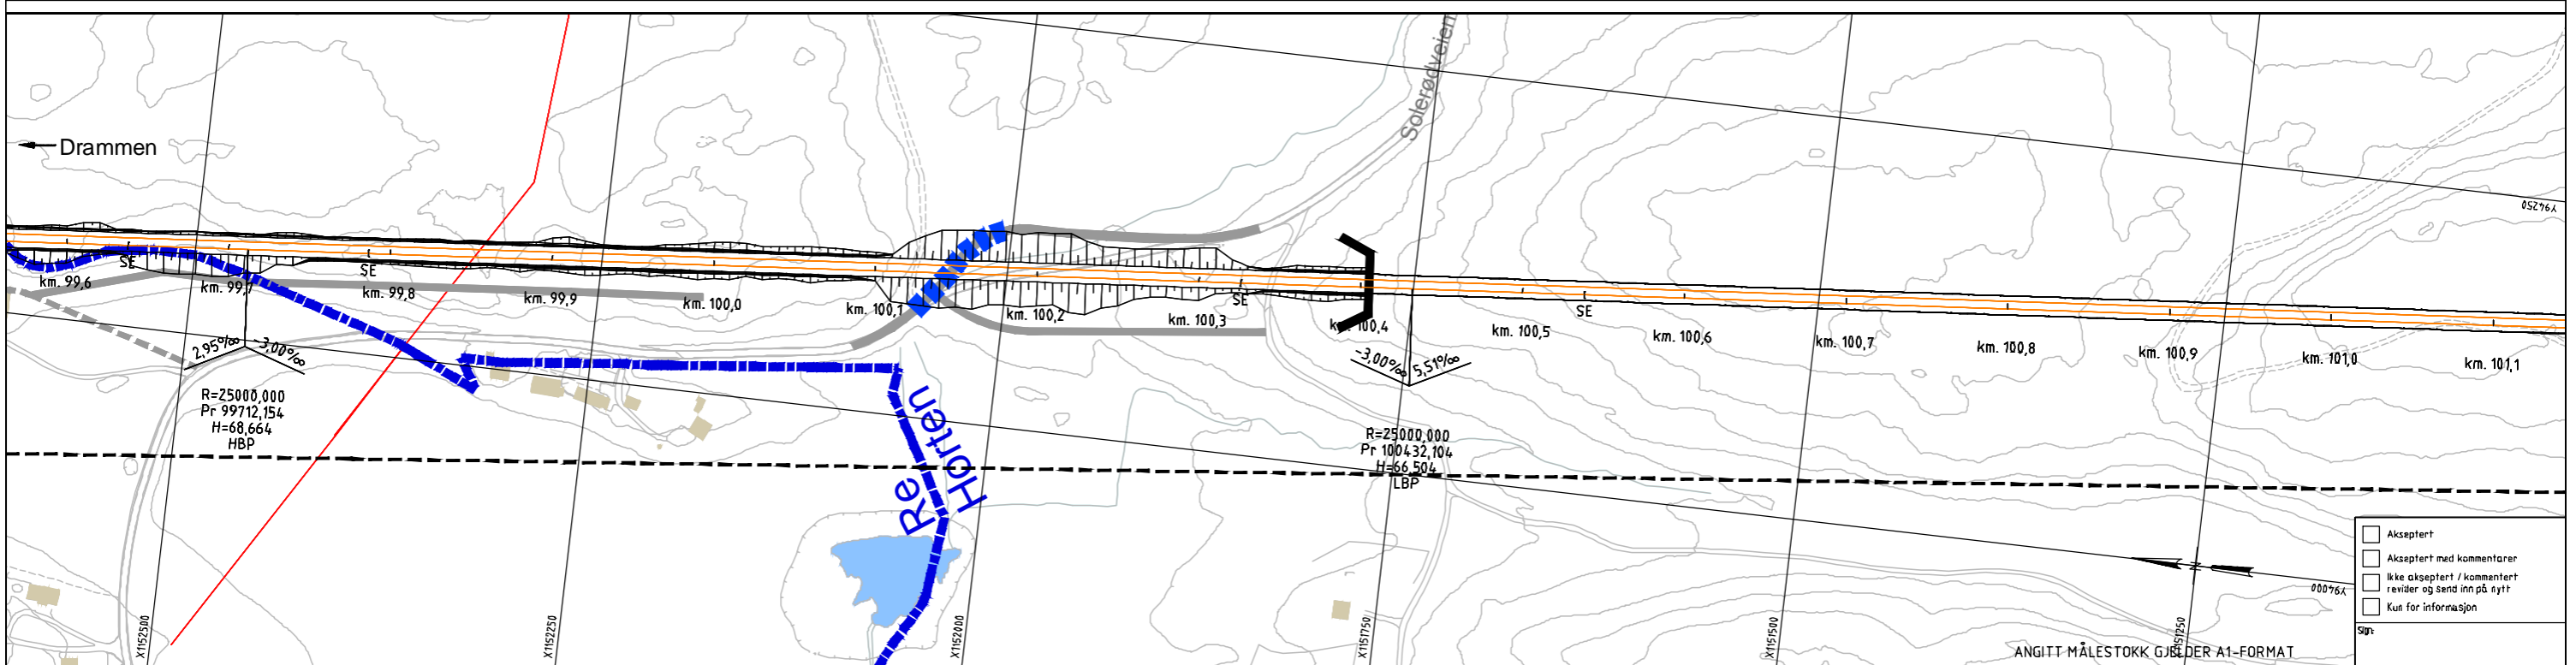 Solerødveien
Drammen
Y94250
SE
SE
SE
SE
km. 99,6
km. 99,7
km. 99,8
km. 99,9
km. 100,0
km. 100,1
km. 100,2
km. 100,3
km. 100,4
km. 100,5
km. 100,6
km. 100,7
km. 100,8
km. 100,9
km. 101,0
km. 101,1
2,95‰
-3,00‰
-3,00‰
5,51‰
R=25000,000
Pr 99712,154
H=68,664
HBP
Re
Horten
R=25000,000
Pr 100432,104
H=66,504
LBP
N
Y94000
X1152500
X1152250
X1152000
X1151750
X1151500
X1151250
Akseptert
Akseptert med kommentarer
Ikke akseptert / kommentert
revider og send inn på nytt
Kun for informasjon
Sign:
ANGITT MÅLESTOKK GJELDER A1-FORMAT